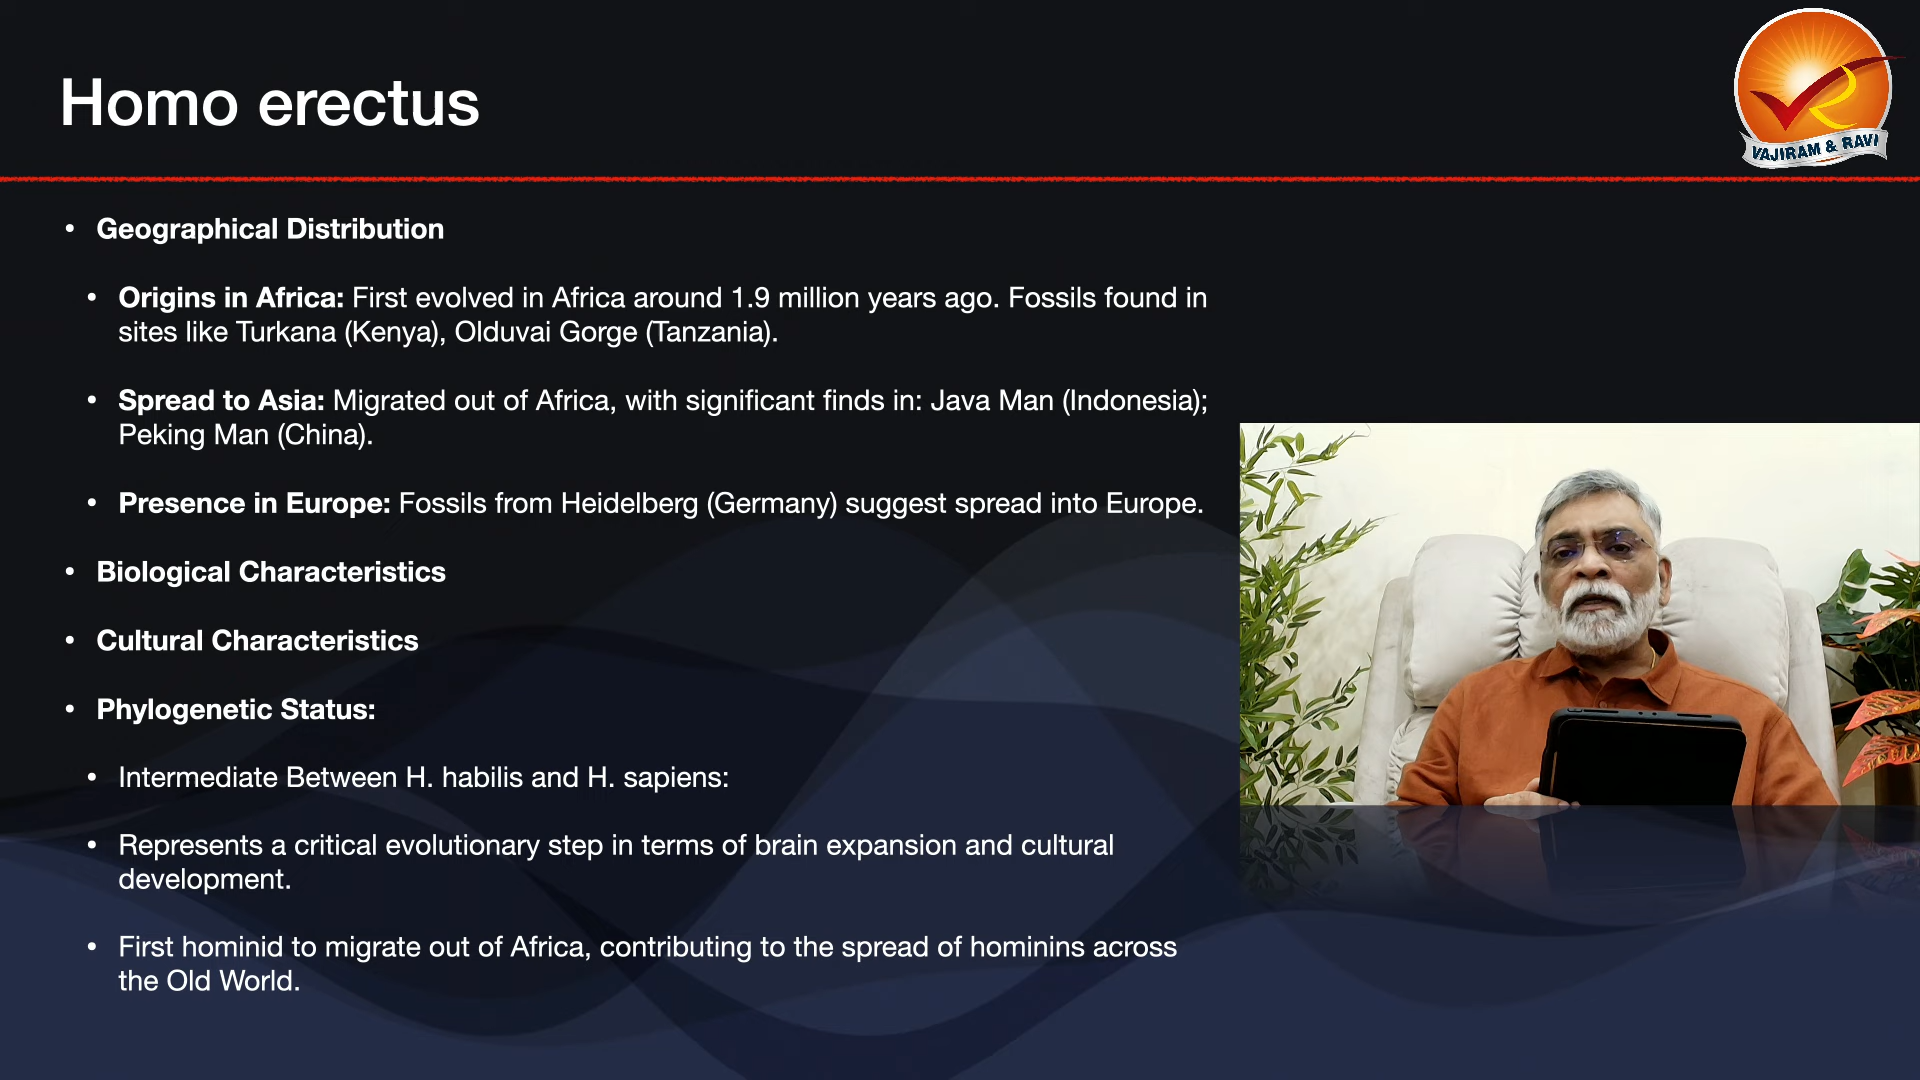 Homo erectus
VAJIRAM & RAVI
• Geographical Distribution
• Origins in Africa: First evolved in Africa around 1.9 million years ago. Fossils found in
sites like Turkana (Kenya), Olduvai Gorge (Tanzania).
• Spread to Asia: Migrated out of Africa, with significant finds in: Java Man (Indonesia);
Peking Man (China).
• Presence in Europe: Fossils from Heidelberg (Germany) suggest spread into Europe.
• Biological Characteristics
• Cultural Characteristics
• Phylogenetic Status:
• Intermediate Between H. habilis and H. sapiens:
• Represents a critical evolutionary step in terms of brain expansion and cultural
development.
• First hominid to migrate out of Africa, contributing to the spread of hominins across
the Old World.